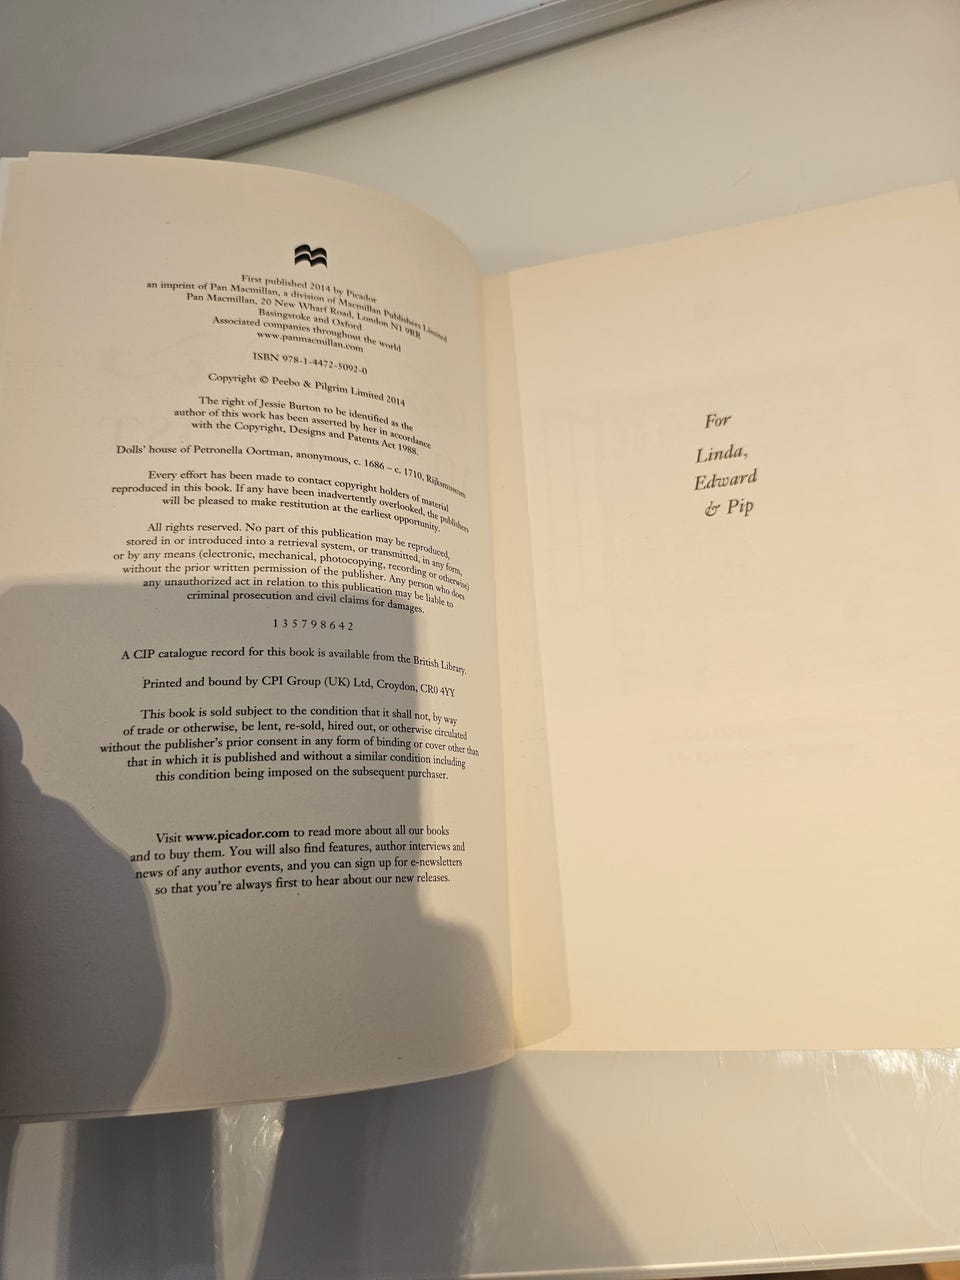 First published 2014 by Picador
an imprint of Pan Macmillan, a division of Macmillan Publishers Limited
Pan Macmillan, 20 New Wharf Road, London N1 9RR
Basingstoke and Oxford
Associated companies throughout the world
www.panmacmillan.com
ISBN 978-1-4472-5092-0
Copyright © Peebo & Pilgrim Limited 2014
The right of Jessie Burton to be identified as the
author of this work has been asserted by her in accordance
with the Copyright, Designs and Patents Act 1988.
Dolls' house of Petronella Oortman, anonymous, c. 1686 – c. 1710, Rijksmuseum
Every effort has been made to contact copyright holders of material
reproduced in this book. If any have been inadvertently overlooked, the publishers
will be pleased to make restitution at the earliest opportunity.
All rights reserved. No part of this publication may be reproduced,
stored in or introduced into a retrieval system, or transmitted, in any form,
or by any means (electronic, mechanical, photocopying, recording or otherwise)
without the prior written permission of the publisher. Any person who does
any unauthorized act in relation to this publication may be liable to
criminal prosecution and civil claims for damages.
1 3 5 7 9 8 6 4 2
A CIP catalogue record for this book is available from the British Library.
Printed and bound by CPI Group (UK) Ltd, Croydon, CR0 4YY
This book is sold subject to the condition that it shall not, by way
of trade or otherwise, be lent, re-sold, hired out, or otherwise circulated
without the publisher's prior consent in any form of binding or cover other than
that in which it is published and without a similar condition including
this condition being imposed on the subsequent purchaser.
Visit www.picador.com to read more about all our books
and to buy them. You will also find features, author interviews and
news of any author events, and you can sign up for e-newsletters
so that you're always first to hear about our new releases.
For
Linda,
Edward
& Pip